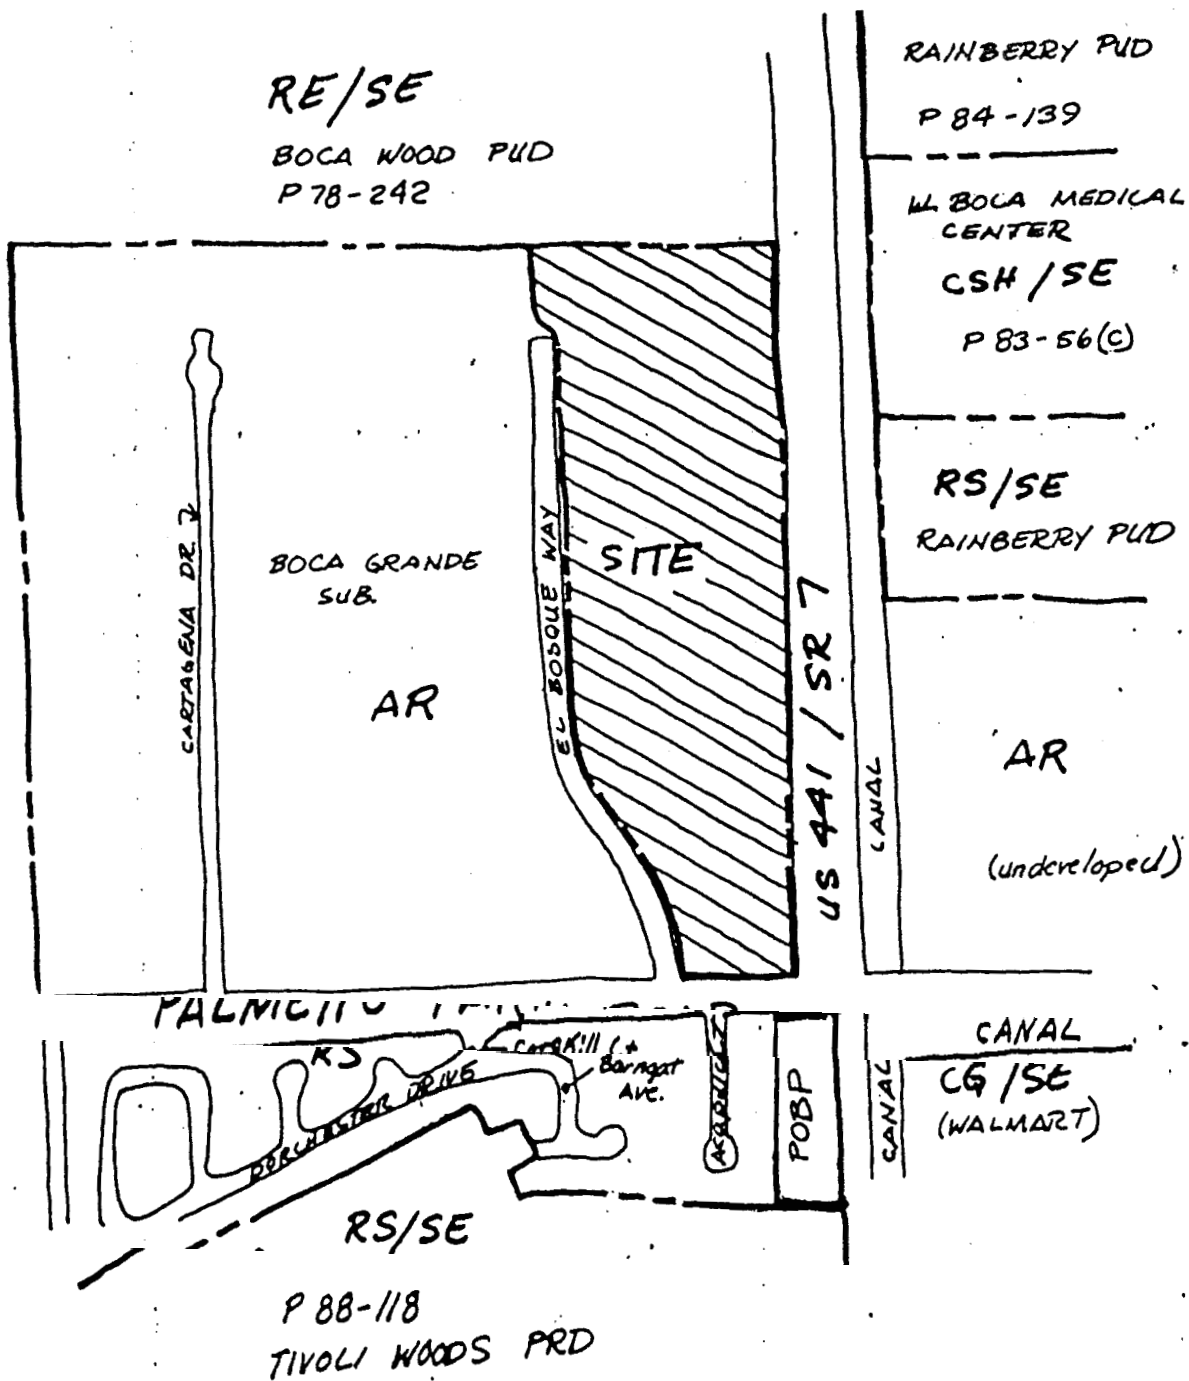 RE/SE
BOCA WOOD PUD
P 78-242
RAINBERRY PUD
P 84-139
W. BOCA MEDICAL
CENTER
CSH/SE
P 83-56(C)
RS/SE
RAINBERRY PUD
CARTAGENA DR.
BOCA GRANDE
SUB.
AR
EL BOSQUE WAY
SITE
US 441 / SR 7
CANAL
AR
(undeveloped)
PALMETTO
RS
DORCHESTER DRIVE
Barngat
Ave.
POBP
CANAL
CANAL
CG/SE
(WALMART)
RS/SE
P 88-118
TIVOLI WOODS PRD